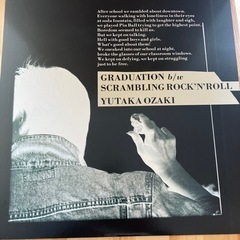 After school we rambled about downtown.
Everyone walking with loneliness in their eyes
and a fountain, filled with laughter and sigh,
we played Pin Ball trying to get the highest point.
Boredom seemed to kill us.
But we kept on talking.
Hell with good boys and girls.
What's good about them!
We sneaked into our school at night,
broke the glasses of our classroom windows.
We kept on defying, we kept on struggling
just to be free.
GRADUATION b/w
SCRAMBLING ROCK'N'ROLL
YUTAKA OZAKI